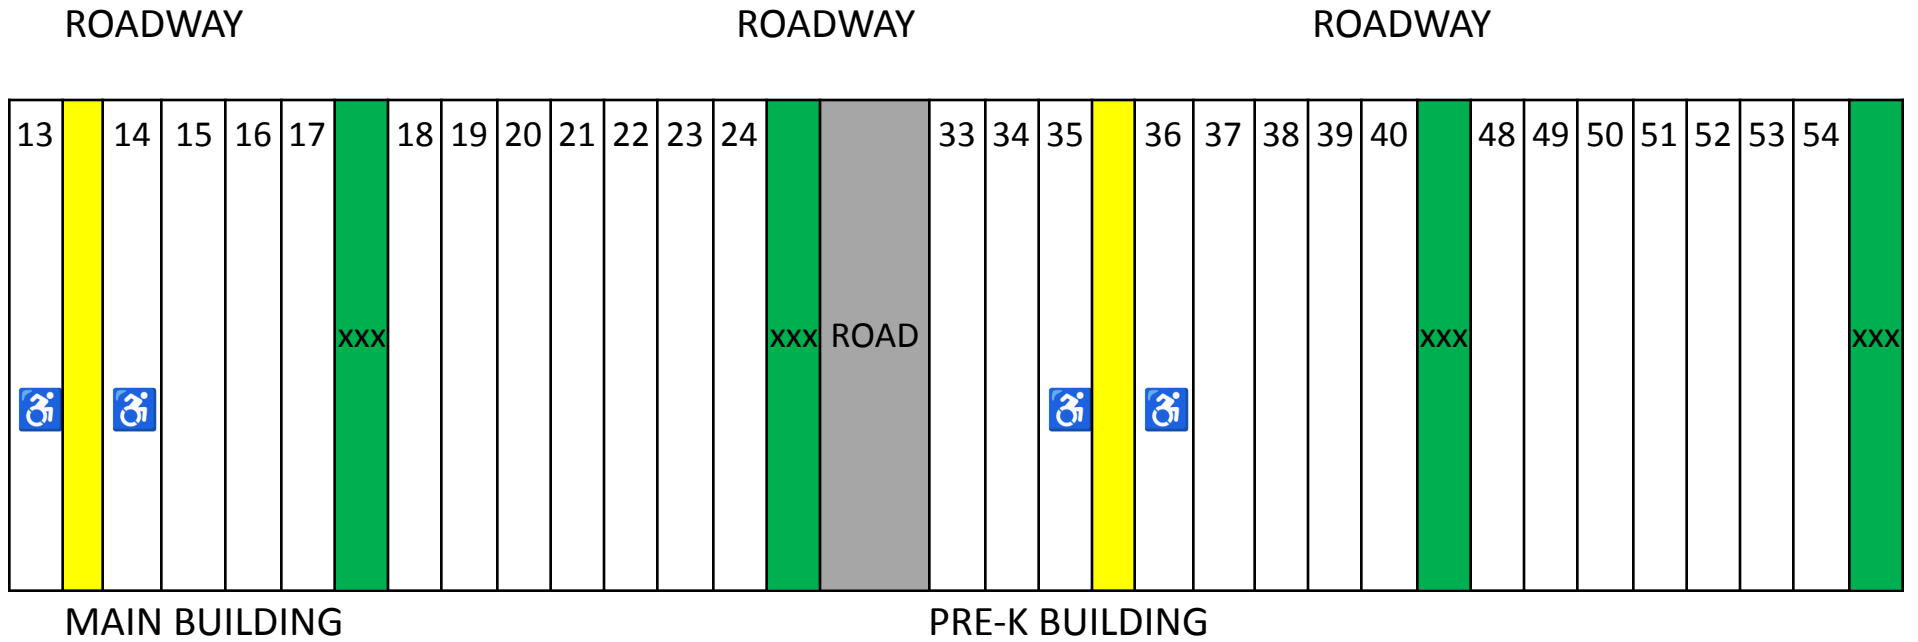 ROADWAY ROADWAY ROADWAY
13 14 15 16 17 18 19 20 21 22 23 24 33 34 35 36 37 38 39 40 48 49 50 51 52 53 54
xxx xxx ROAD xxx xxx
MAIN BUILDING PRE-K BUILDING